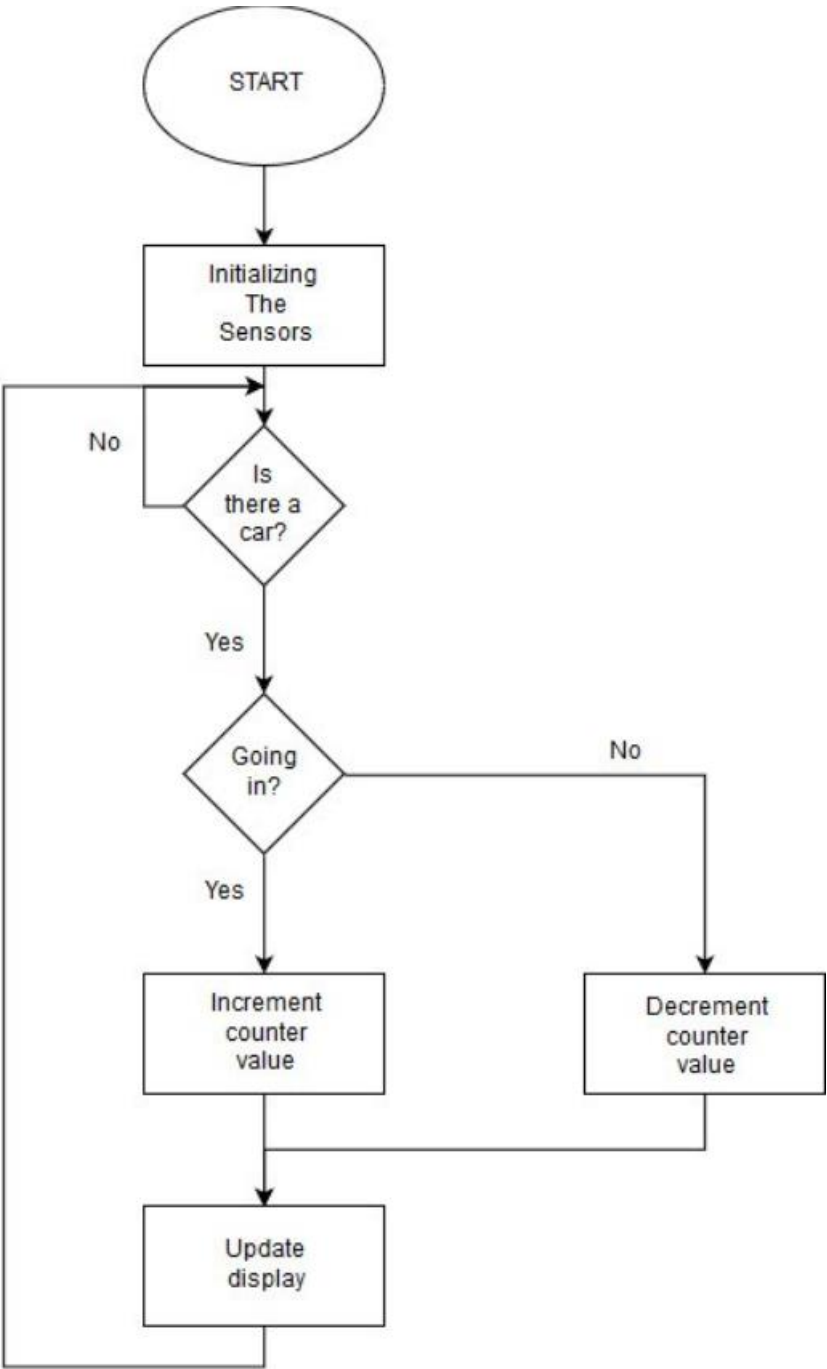 START
Initializing
The
Sensors
No
Is
there a
car?
Yes
Going
in?
No
Yes
Increment
counter
value
Decrement
counter
value
Update
display